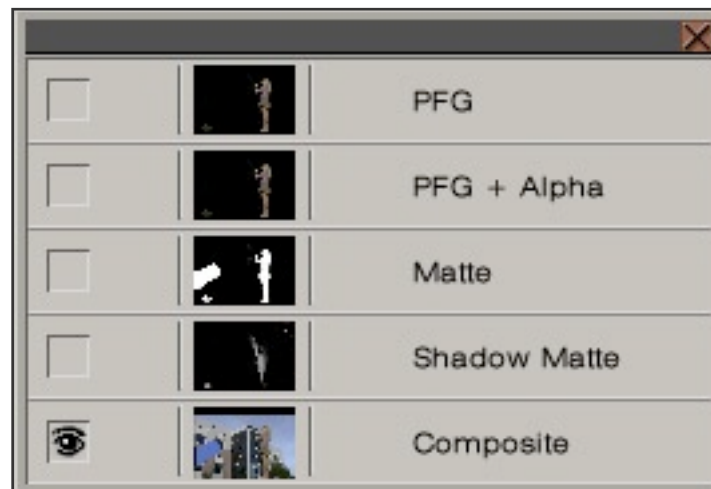 PFG
PFG + Alpha
Matte
Shadow Matte
Composite